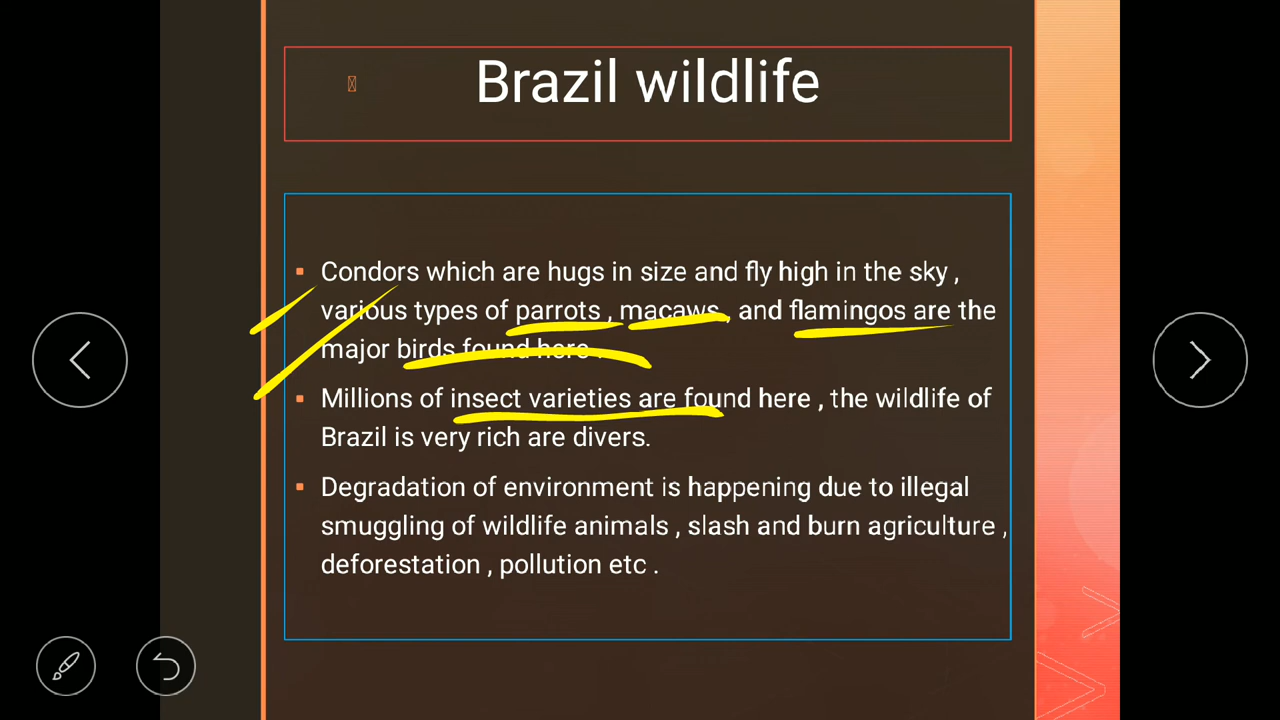 Brazil wildlife
Condors which are hugs in size and fly high in the sky ,
various types of parrots , macaws , and flamingos are the
major birds found here .
Millions of insect varieties are found here , the wildlife of
Brazil is very rich are divers.
Degradation of environment is happening due to illegal
smuggling of wildlife animals , slash and burn agriculture ,
deforestation , pollution etc .